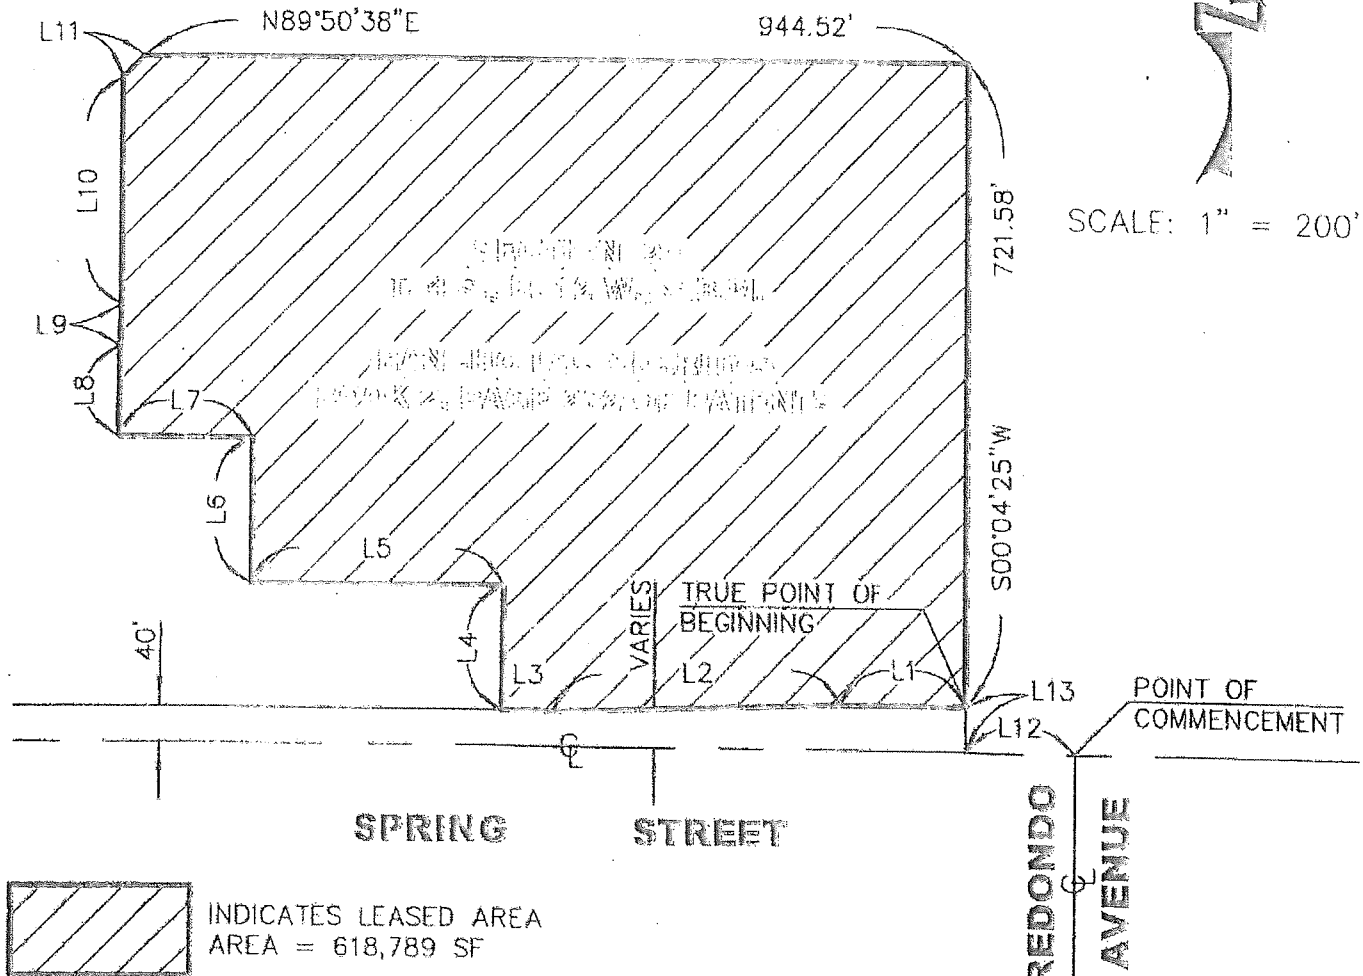 L11
N89°50'38"E
944.52'
SCALE: 1" = 200'
L10
721.58'
L9
L8
L7
L6
S00°04'25"W
L5
40'
L4
VARIES
TRUE POINT OF
BEGINNING
L3
L2
L1
L13
L12
POINT OF
COMMENCEMENT
SPRING STREET
REDONDO
AVENUE
INDICATES LEASED AREA
AREA = 618,789 SF